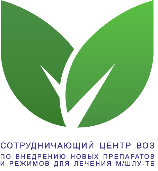 СОТРУДНИЧАЮЩИЙ ЦЕНТР ВОЗ
ПО ВНЕДРЕНИЮ НОВЫХ ПРЕПАРАТОВ
И РЕЖИМОВ ДЛЯ ЛЕЧЕНИЯ М/ШЛУ-ТБ